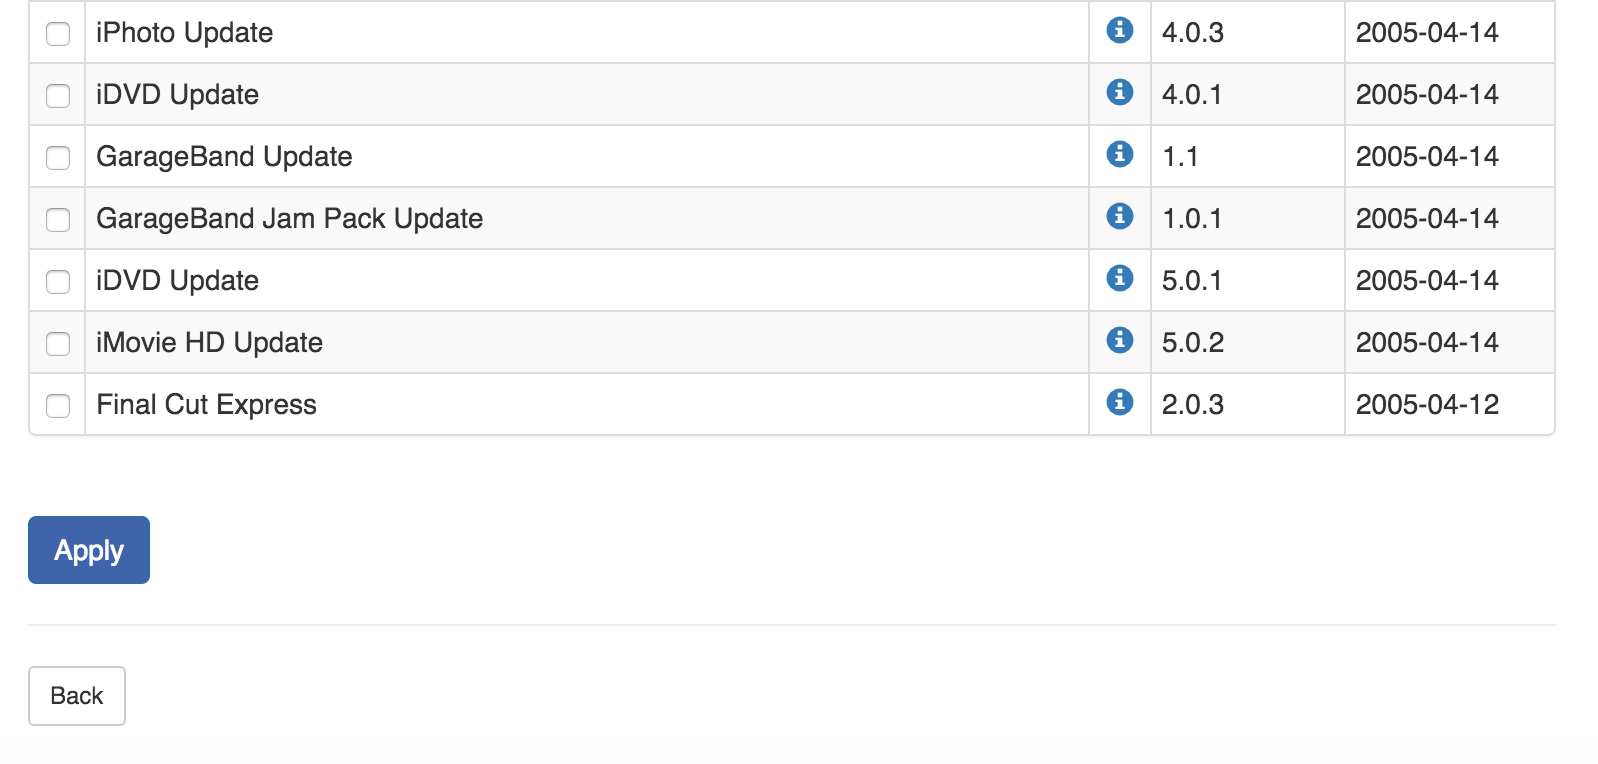 iPhoto Update 4.0.3 2005-04-14
iDVD Update 4.0.1 2005-04-14
GarageBand Update 1.1 2005-04-14
GarageBand Jam Pack Update 1.0.1 2005-04-14
iDVD Update 5.0.1 2005-04-14
iMovie HD Update 5.0.2 2005-04-14
Final Cut Express 2.0.3 2005-04-12
Apply
Back